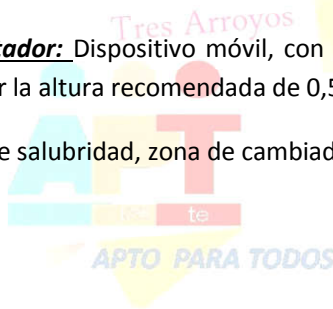 Tres Arroyos
tador: Dispositivo móvil, con
r la altura recomendada de 0,5
e salubridad, zona de cambiad
te
APTO PARA TODOS